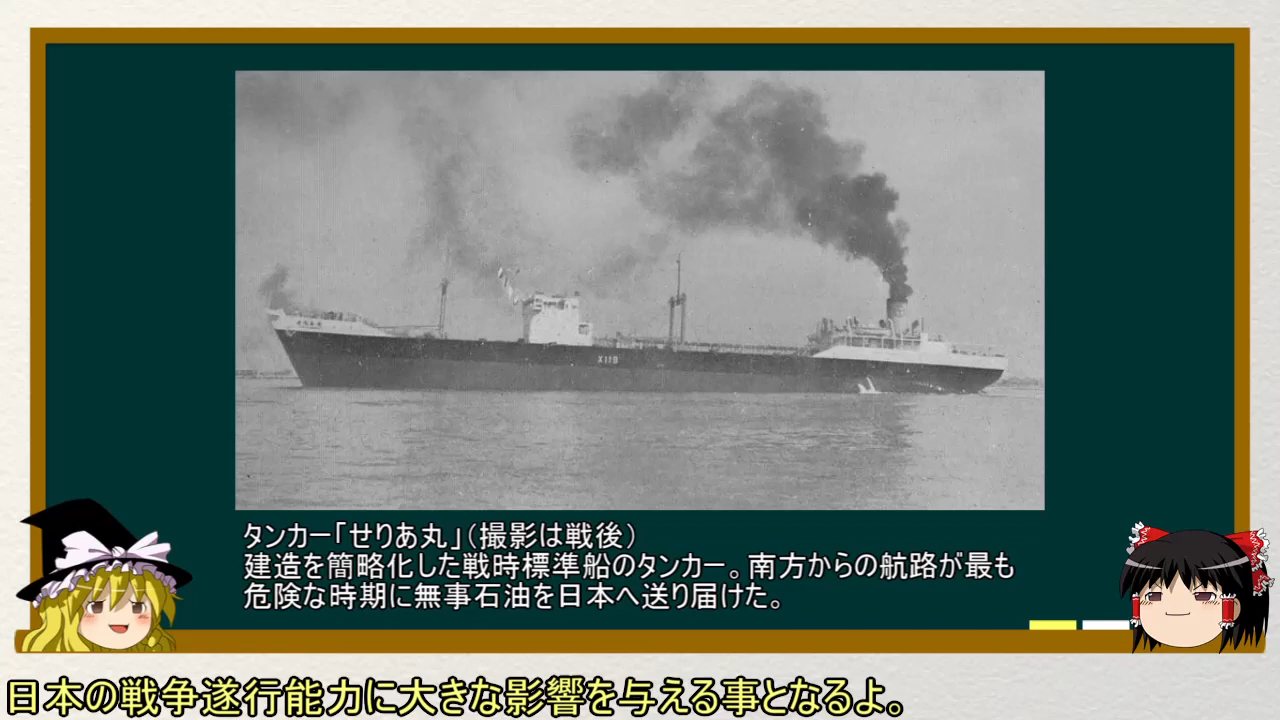 X119
タンカー「せりあ丸」（撮影は戦後）
建造を簡略化した戦時標準船のタンカー。南方からの航路が最も
危険な時期に無事石油を日本へ送り届けた。
日本の戦争遂行能力に大きな影響を与える事となるよ。